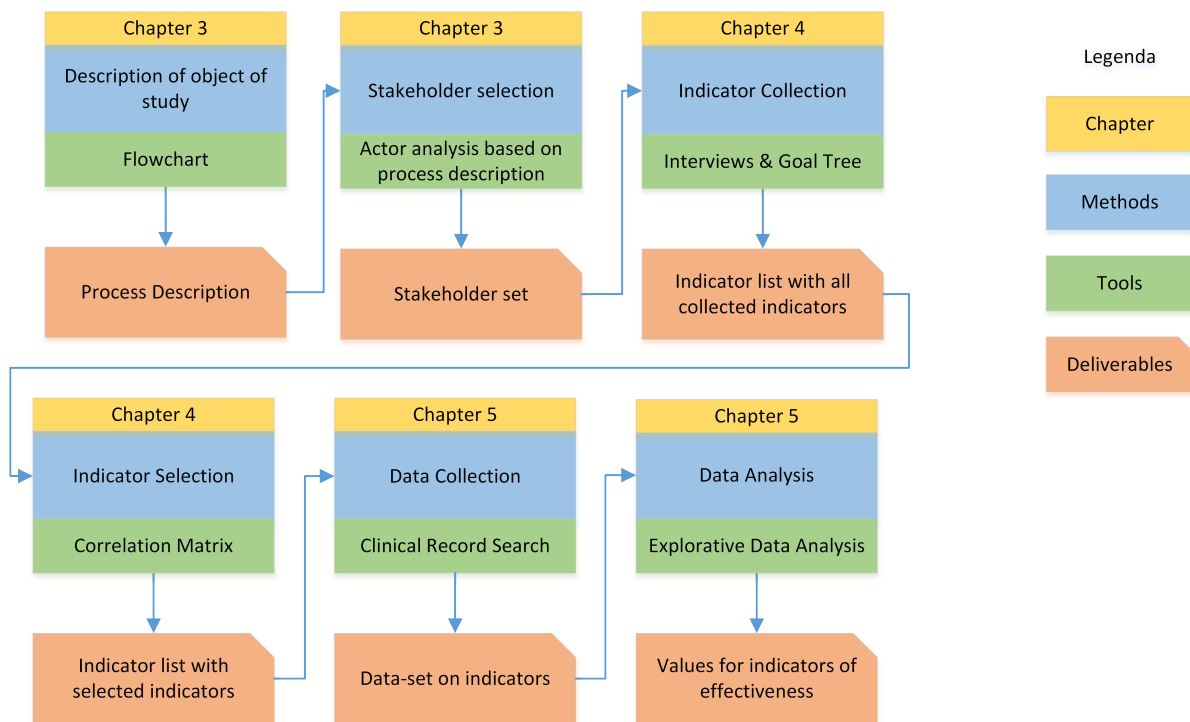 Chapter 3
Description of object of
study
Flowchart
Process Description
Chapter 3
Stakeholder selection
Actor analysis based on
process description
Stakeholder set
Chapter 4
Indicator Collection
Interviews & Goal Tree
Indicator list with all
collected indicators
Chapter 4
Indicator Selection
Correlation Matrix
Indicator list with
selected indicators
Chapter 5
Data Collection
Clinical Record Search
Data-set on indicators
Chapter 5
Data Analysis
Explorative Data Analysis
Values for indicators of
effectiveness
Legenda
Chapter
Methods
Tools
Deliverables